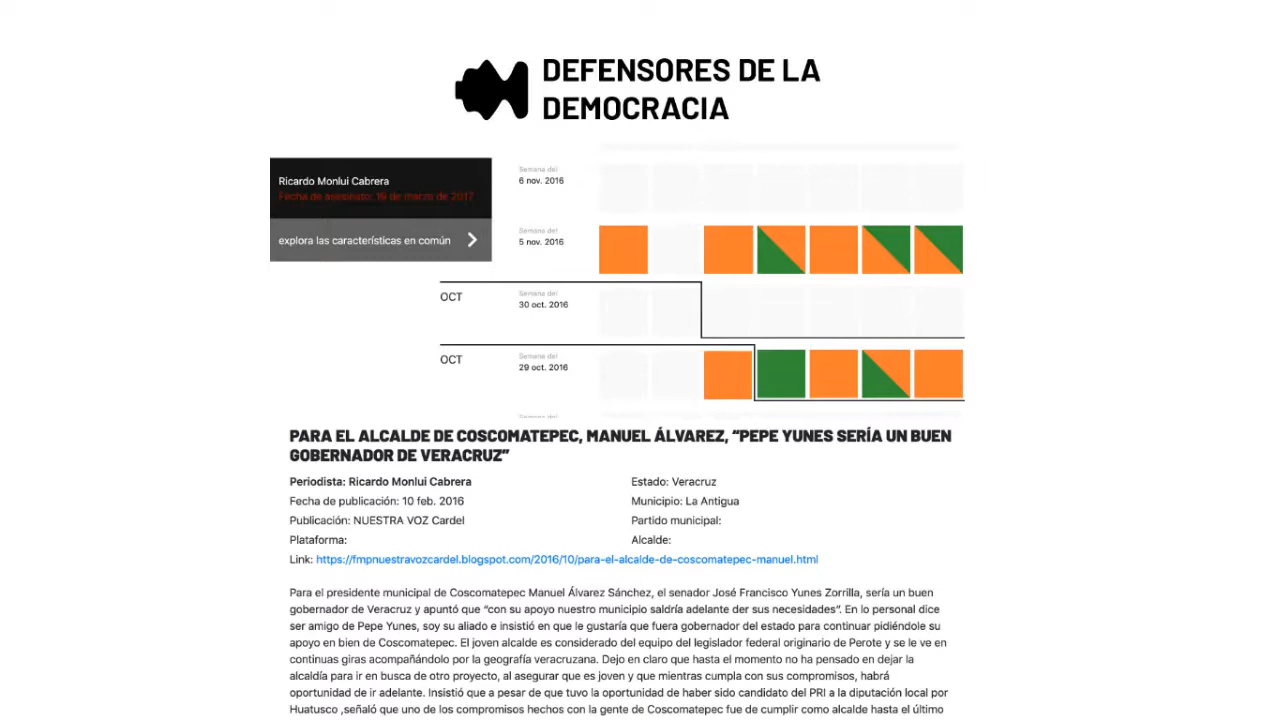 DEFENSORES DE LA
DEMOCRACIA
Ricardo Monlui Cabrera
Fecha de asesinato: 19 de marzo de 2017
explora las características en común
Semana del
6 nov. 2016
Semana del
5 nov. 2016
OCT
Semana del
30 oct. 2016
OCT
Semana del
29 oct. 2016
Semana del
PARA EL ALCALDE DE COSCOMATEPEC, MANUEL ÁLVAREZ, “PEPE YUNES SERÍA UN BUEN
GOBERNADOR DE VERACRUZ”
Periodista: Ricardo Monlui Cabrera
Estado: Veracruz
Fecha de publicación: 10 feb. 2016
Municipio: La Antigua
Publicación: NUESTRA VOZ Cardel
Partido municipal:
Plataforma:
Alcalde:
Link: https://fmpnuestravozcardel.blogspot.com/2016/10/para-el-alcalde-de-coscomatepec-manuel.html
Para el presidente municipal de Coscomatepec Manuel Álvarez Sánchez, el senador José Francisco Yunes Zorrilla, sería un buen
gobernador de Veracruz y apuntó que “con su apoyo nuestro municipio saldría adelante der sus necesidades”. En lo personal dice
ser amigo de Pepe Yunes, soy su aliado e insistió en que le gustaría que fuera gobernador del estado para continuar pidiéndole su
apoyo en bien de Coscomatepec. El joven alcalde es considerado del equipo del legislador federal originario de Perote y se le ve en
continuas giras acompañándolo por la geografía veracruzana. Dejo en claro que hasta el momento no ha pensado en dejar la
alcaldía para ir en busca de otro proyecto, al asegurar que es joven y que mientras cumpla con sus compromisos, habrá
oportunidad de ir adelante. Insistió que a pesar de que tuvo la oportunidad de haber sido candidato del PRI a la diputación local por
Huatusco ,señaló que uno de los compromisos hechos con la gente de Coscomatepec fue de cumplir como alcalde hasta el último